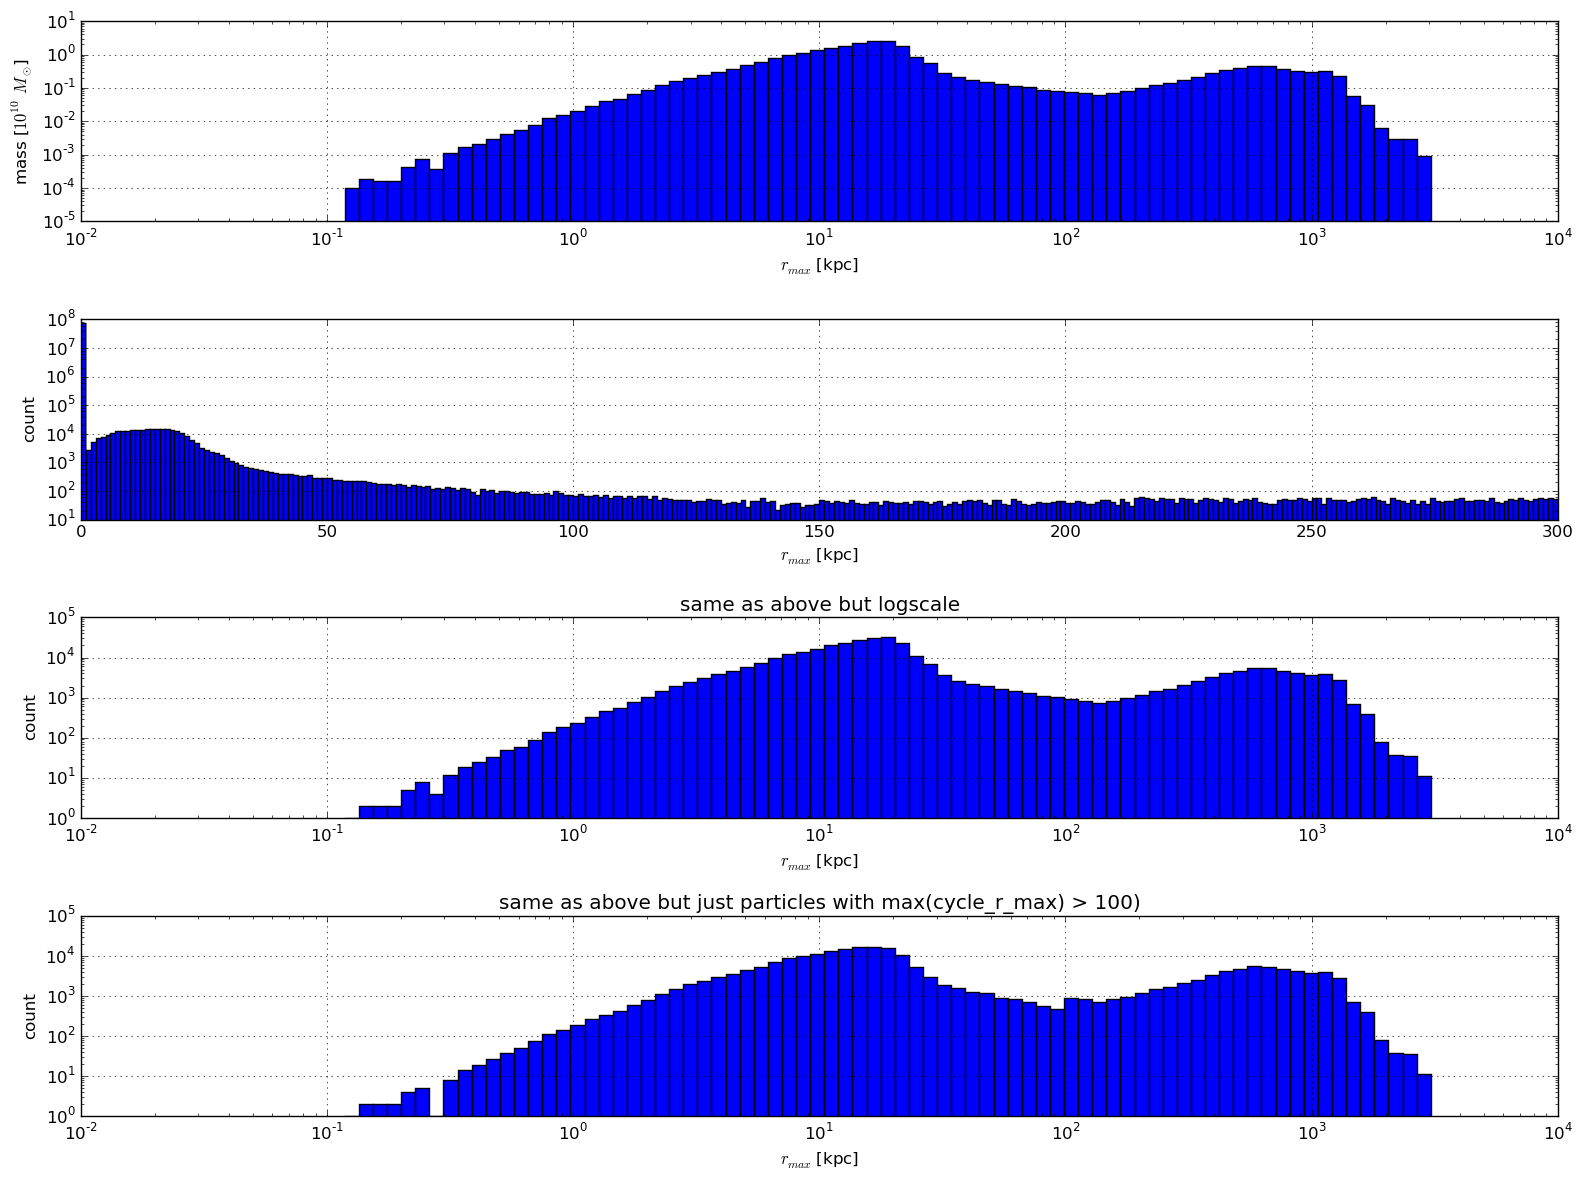 10^1
10^0
10^-1
10^-2
10^-3
10^-4
10^-5
mass [10^10 M_⊙]
10^-2 10^-1 10^0 10^1 10^2 10^3 10^4
r_max [kpc]
10^8
10^7
10^6
10^5
10^4
10^3
10^2
10^1
count
0 50 100 150 200 250 300
r_max [kpc]
same as above but logscale
10^5
10^4
10^3
10^2
10^1
10^0
count
10^-2 10^-1 10^0 10^1 10^2 10^3 10^4
r_max [kpc]
same as above but just particles with max(cycle_r_max) > 100)
10^5
10^4
10^3
10^2
10^1
10^0
count
10^-2 10^-1 10^0 10^1 10^2 10^3 10^4
r_max [kpc]